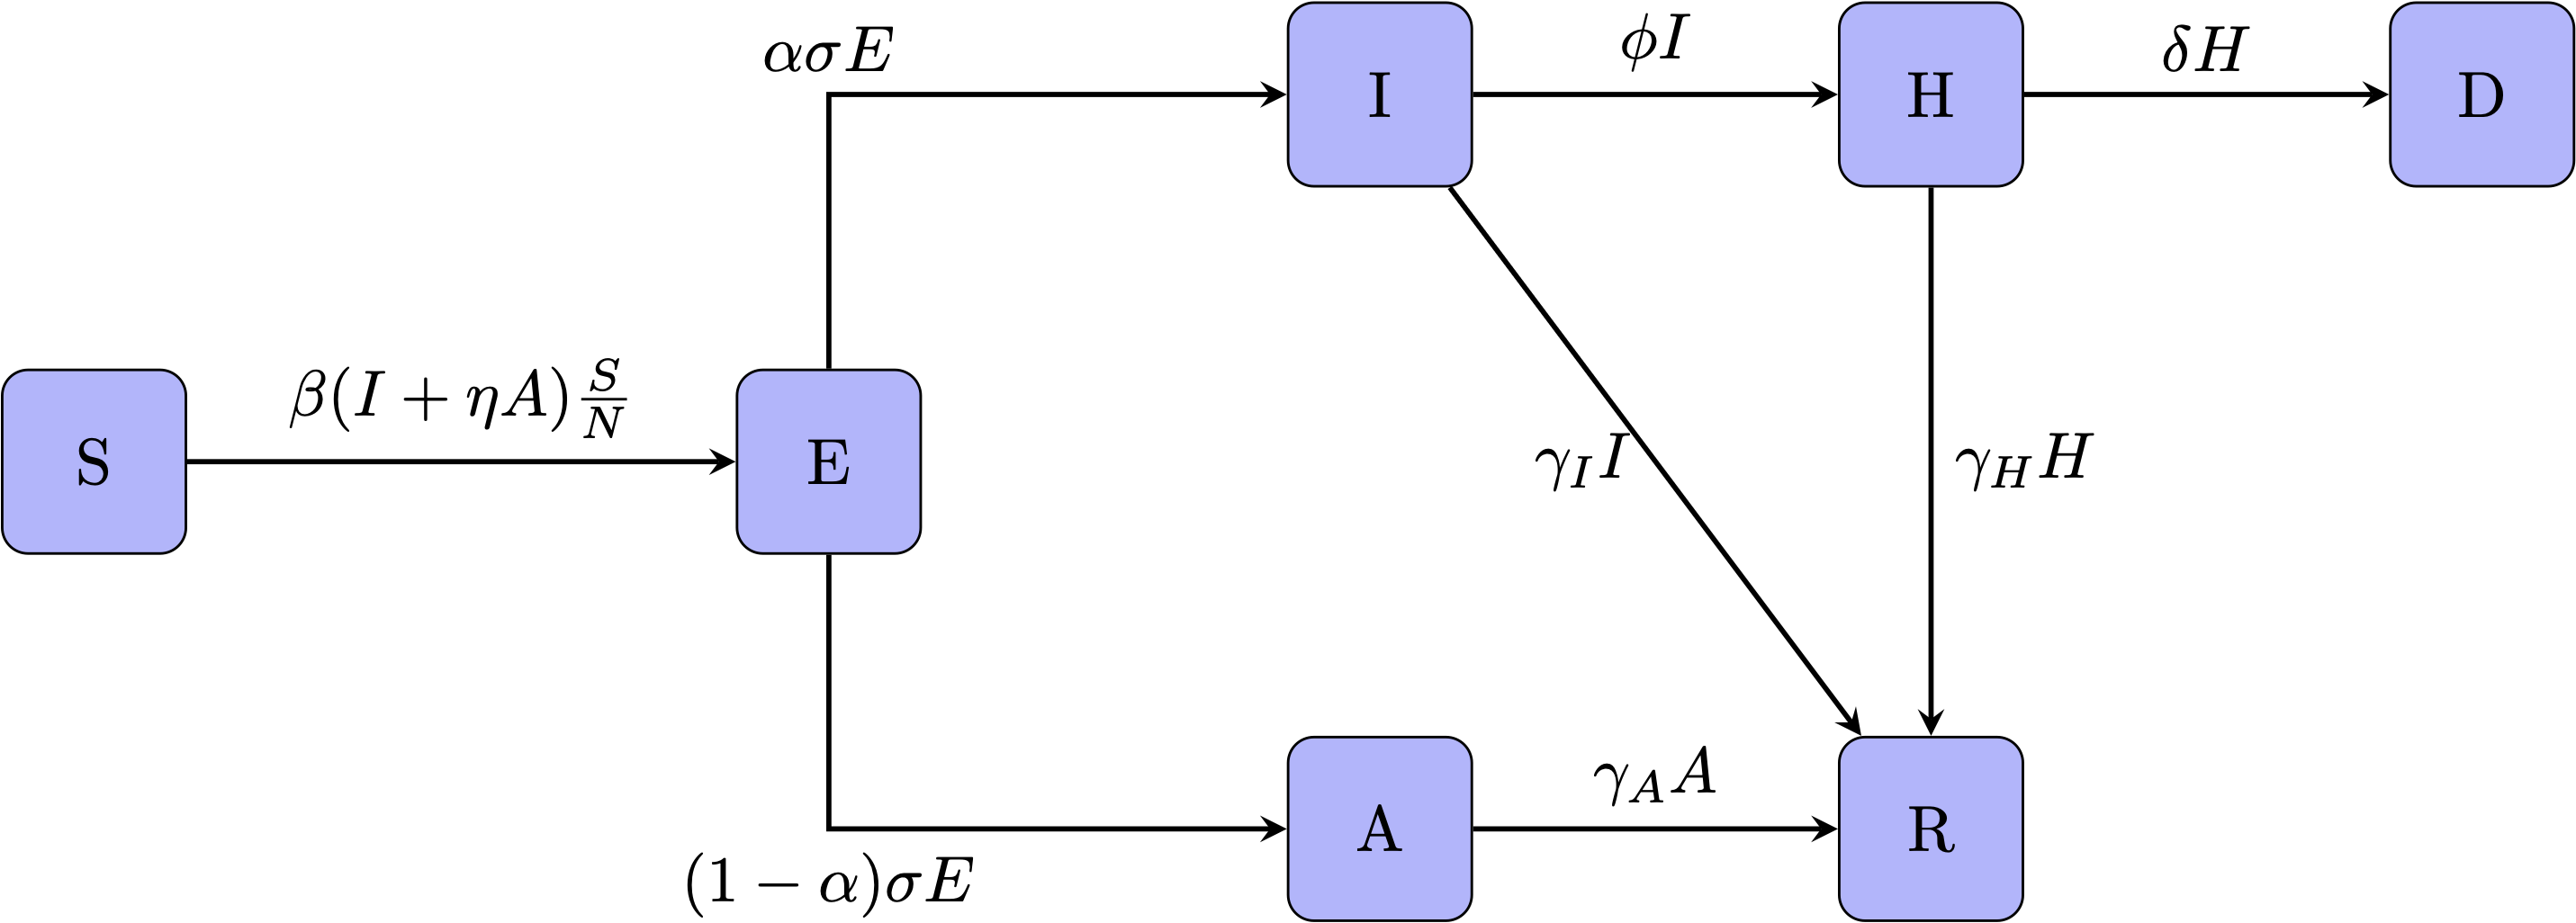 ασE
I
ϕI
H
δH
D
S
β(I + ηA) S/N
E
γ_I I
γ_H H
(1 − α)σE
A
γ_A A
R